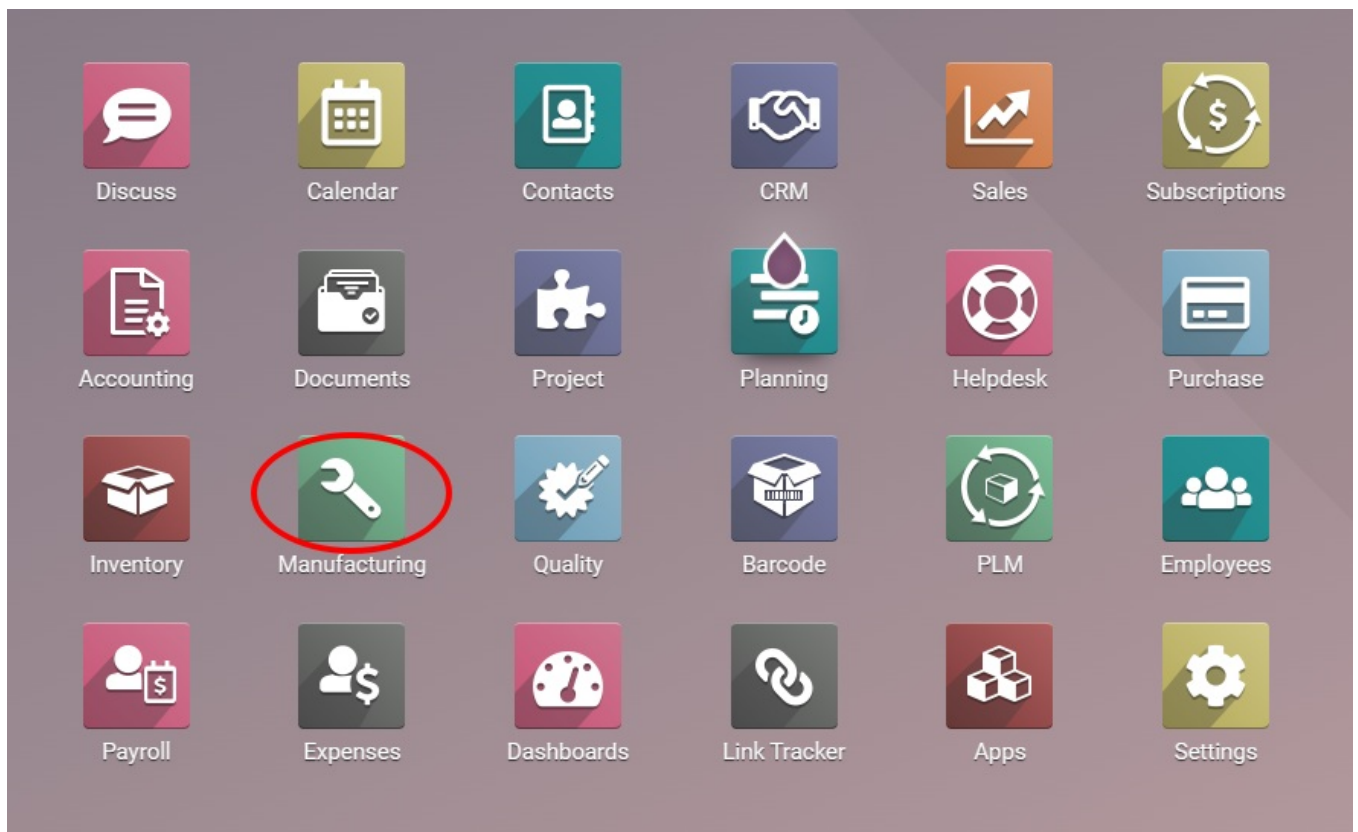 Discuss
Calendar
Contacts
CRM
Sales
Subscriptions
Accounting
Documents
Project
Planning
Helpdesk
Purchase
Inventory
Manufacturing
Quality
Barcode
PLM
Employees
Payroll
Expenses
Dashboards
Link Tracker
Apps
Settings